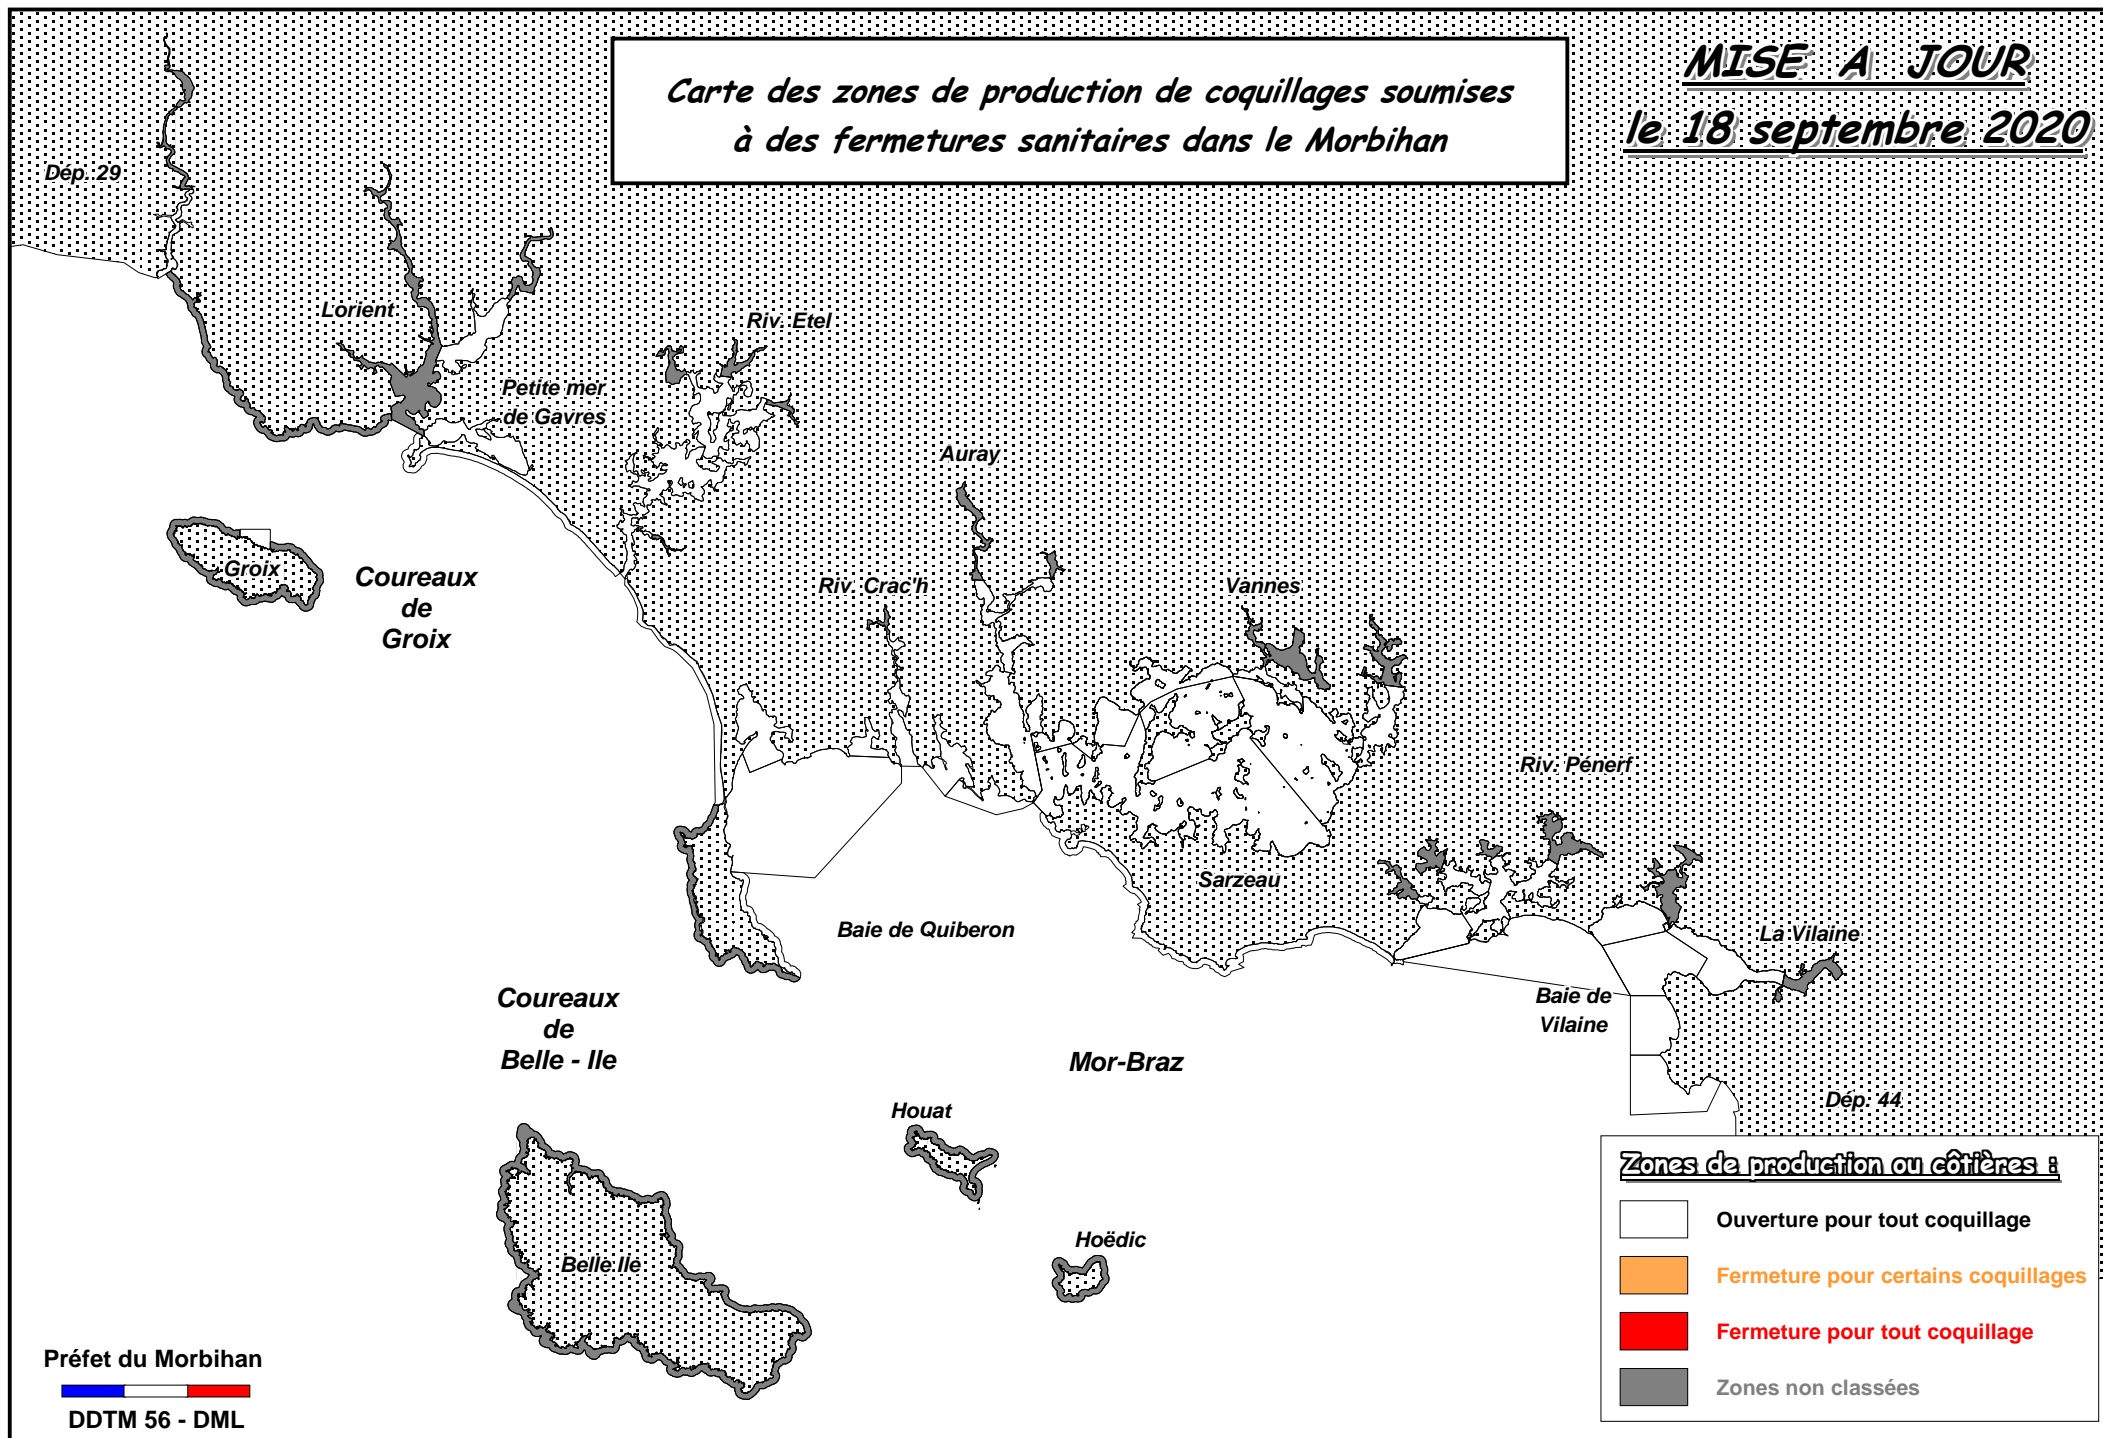 Carte des zones de production de coquillages soumises
à des fermetures sanitaires dans le Morbihan
MISE A JOUR
le 18 septembre 2020
Dép. 29
Lorient
Riv. Etel
Petite mer
de Gavres
Auray
Groix
Coureaux
de
Groix
Riv. Crac'h
Vannes
Riv. Pénerf
Sarzeau
Baie de Quiberon
La Vilaine
Baie de
Vilaine
Coureaux
de
Belle - Ile
Mor-Braz
Dép. 44
Houat
Hoëdic
Belle Ile
Zones de production ou côtières :
Ouverture pour tout coquillage
Fermeture pour certains coquillages
Fermeture pour tout coquillage
Zones non classées
Préfet du Morbihan
DDTM 56 - DML